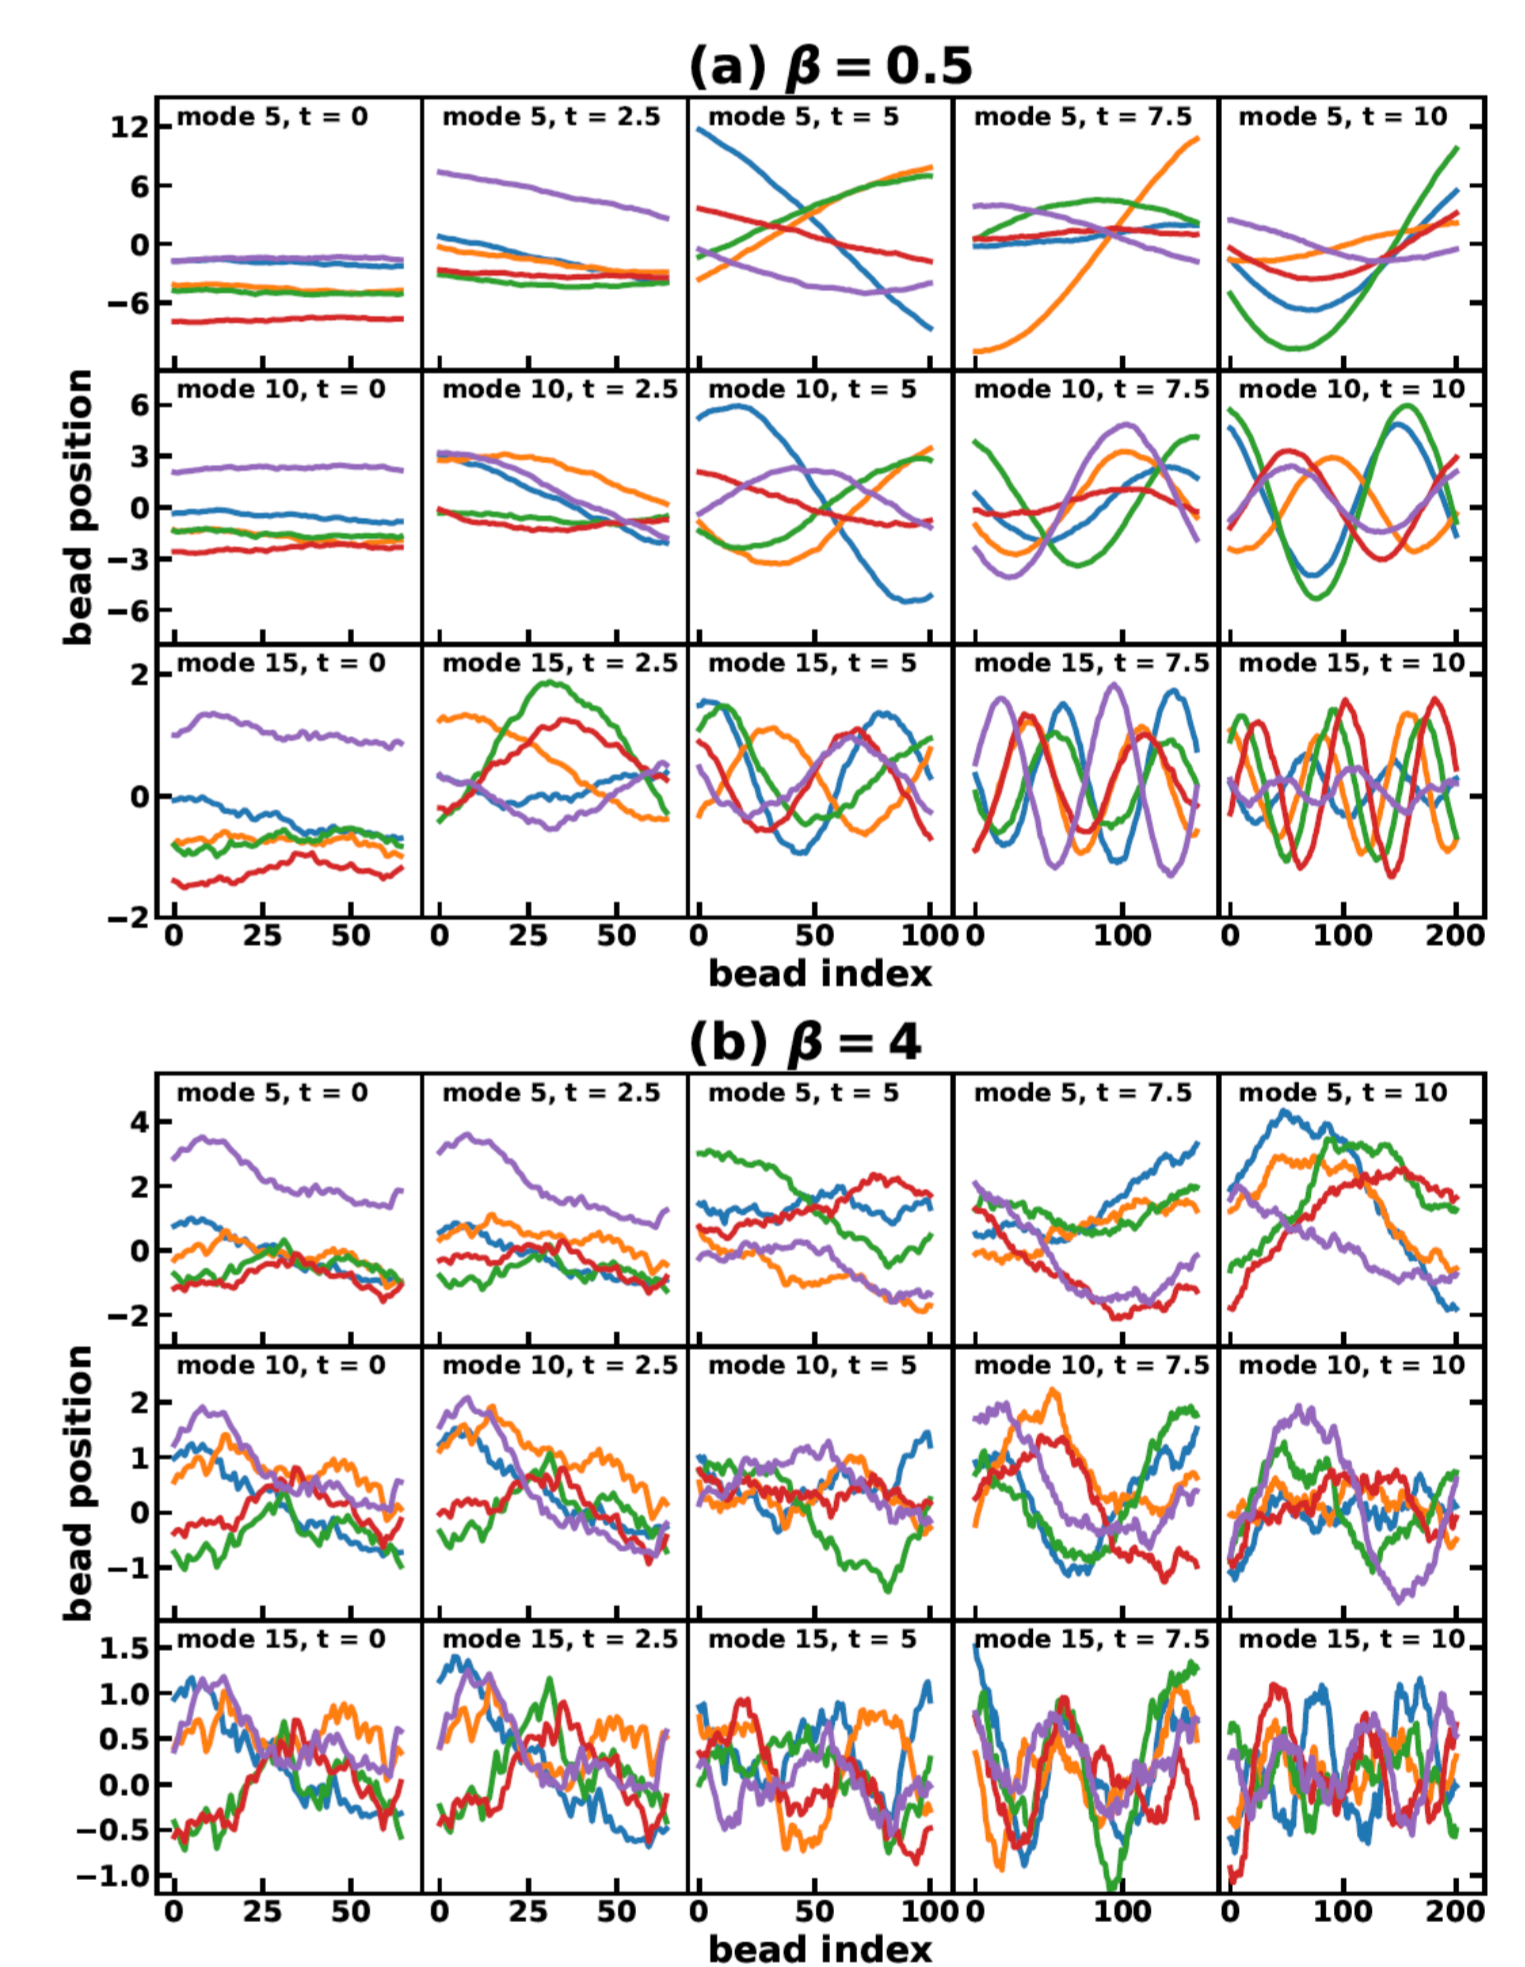 (a) β = 0.5
mode 5, t = 0
mode 5, t = 2.5
mode 5, t = 5
mode 5, t = 7.5
mode 5, t = 10
12
6
0
−6
mode 10, t = 0
mode 10, t = 2.5
mode 10, t = 5
mode 10, t = 7.5
mode 10, t = 10
6
3
0
−3
−6
bead position
mode 15, t = 0
mode 15, t = 2.5
mode 15, t = 5
mode 15, t = 7.5
mode 15, t = 10
2
0
−2
0 25 50
0 25 50
0 50 100
0 100
0 100 200
bead index
(b) β = 4
mode 5, t = 0
mode 5, t = 2.5
mode 5, t = 5
mode 5, t = 7.5
mode 5, t = 10
4
2
0
−2
mode 10, t = 0
mode 10, t = 2.5
mode 10, t = 5
mode 10, t = 7.5
mode 10, t = 10
2
1
0
−1
bead position
mode 15, t = 0
mode 15, t = 2.5
mode 15, t = 5
mode 15, t = 7.5
mode 15, t = 10
1.5
1.0
0.5
0.0
−0.5
−1.0
0 25 50
0 25 50
0 50 100
0 100
0 100 200
bead index